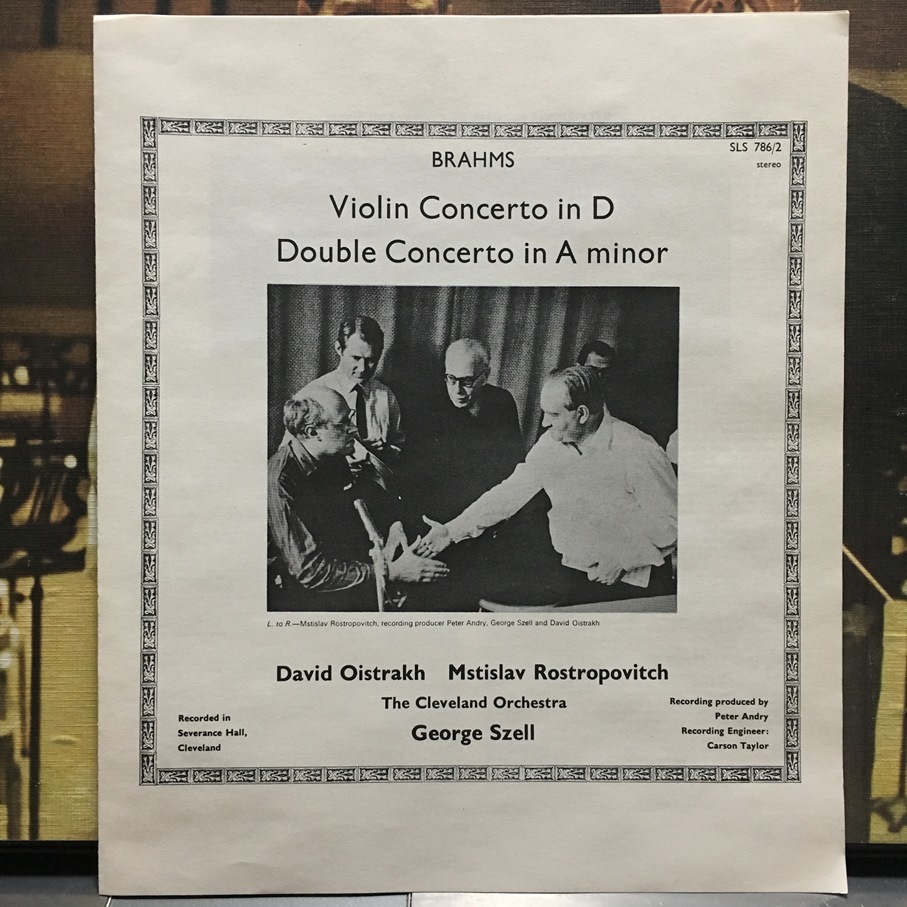 SLS 786/2
stereo
BRAHMS
Violin Concerto in D
Double Concerto in A minor
L. to R.—Mstislav Rostropovitch, recording producer Peter Andry, George Szell and David Oistrakh
David Oistrakh Mstislav Rostropovitch
The Cleveland Orchestra
George Szell
Recorded in
Severance Hall,
Cleveland
Recording produced by
Peter Andry
Recording Engineer:
Carson Taylor